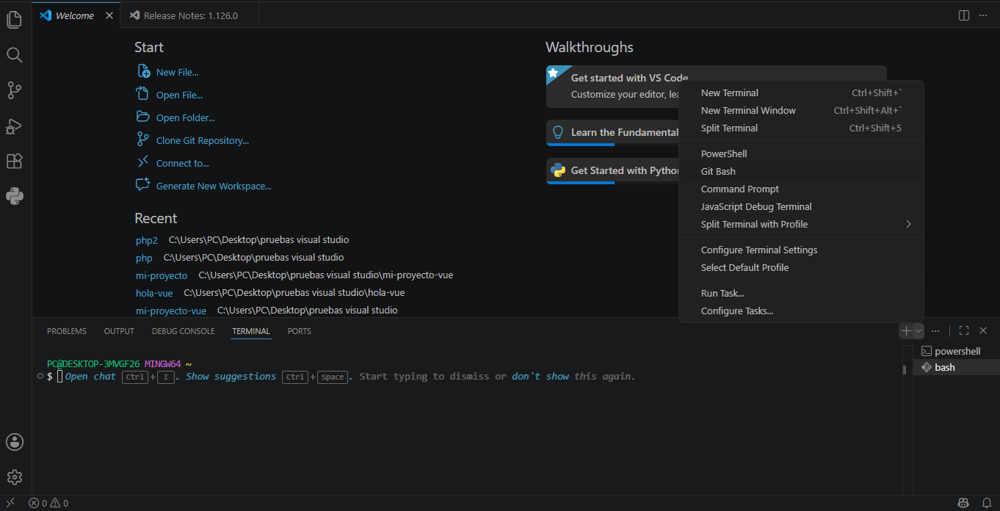 Welcome
Release Notes: 1.126.0
Start
New File...
Open File...
Open Folder...
Clone Git Repository...
Connect to...
Generate New Workspace...
Recent
php2 C:\Users\PC\Desktop\pruebas visual studio
php C:\Users\PC\Desktop\pruebas visual studio
mi-proyecto C:\Users\PC\Desktop\pruebas visual studio\mi-proyecto-vue
hola-vue C:\Users\PC\Desktop\pruebas visual studio\hola-vue
mi-proyecto-vue C:\Users\PC\Desktop\pruebas visual studio
Walkthroughs
Get started with VS Code
Customize your editor, lea
Learn the Fundamental
Get Started with Python
New Terminal Ctrl+Shift+`
New Terminal Window Ctrl+Shift+Alt+`
Split Terminal Ctrl+Shift+5
PowerShell
Git Bash
Command Prompt
JavaScript Debug Terminal
Split Terminal with Profile
Configure Terminal Settings
Select Default Profile
Run Task...
Configure Tasks...
PROBLEMS OUTPUT DEBUG CONSOLE TERMINAL PORTS
PC@DESKTOP-3MVGF26 MINGW64 ~
$ Open chat Ctrl+I. Show suggestions Ctrl+Space. Start typing to dismiss or don't show this again.
powershell
bash
0 0